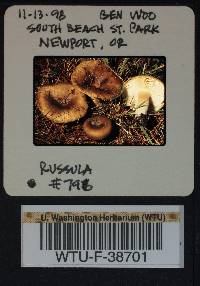 11-13-98 BEN WOO
SOUTH BEACH ST. PARK
NEWPORT, OR
RUSSULA
# 798
U. Washington Herbarium (WTU)
WTU-F-38701